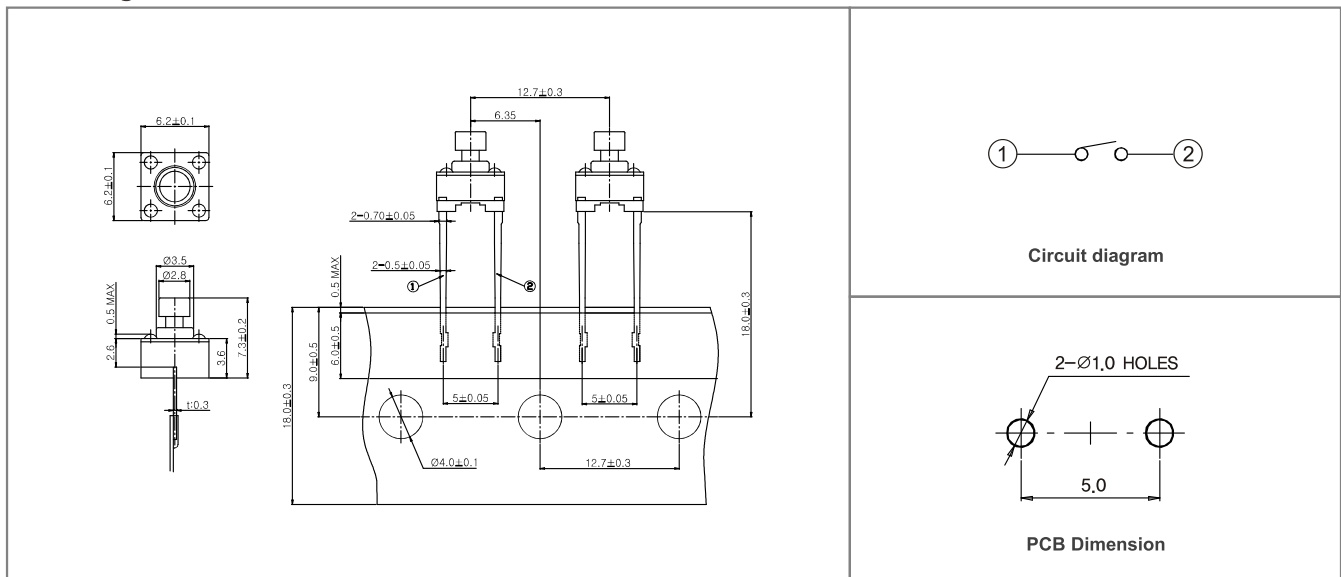 12.7±0.3
6.35
6.2±0.1
6.2±0.1
2-0.70±0.05
2-0.5±0.05
① ②
0.5 MAX
Ø3.5
Ø2.8
0.5 MAX
2.6
3.6
7.3±0.2
t:0.3
18.0±0.3
9.0±0.5
6.0±0.5
18.0±0.3
5±0.05
5±0.05
Ø4.0±0.1
12.7±0.3
① ②
Circuit diagram
2-Ø1.0 HOLES
5.0
PCB Dimension